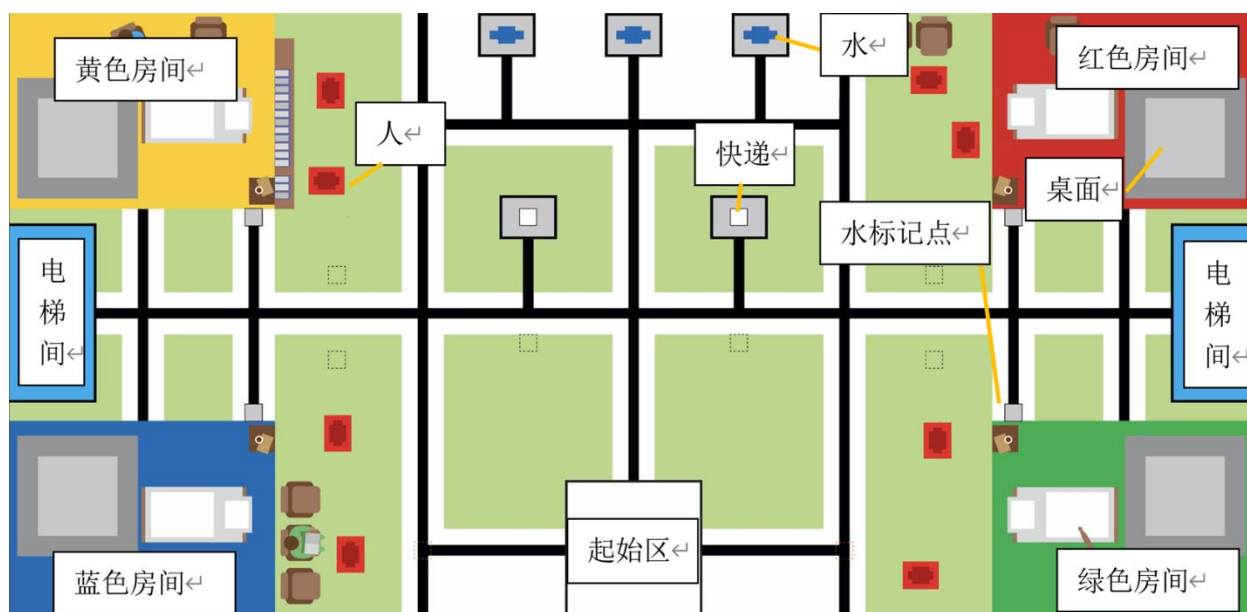 水↵
黄色房间↵
红色房间↵
人↵
快递↵
桌面↵
水标记点↵
电
梯
间↵
电
梯
间↵
起始区↵
蓝色房间↵
绿色房间↵